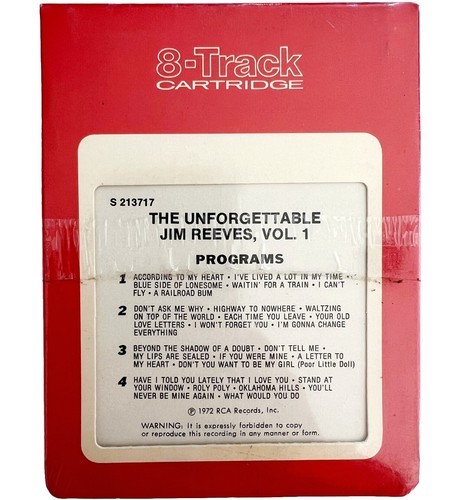 8-Track
CARTRIDGE
S 213717
THE UNFORGETTABLE
JIM REEVES, VOL. 1
PROGRAMS
1 ACCORDING TO MY HEART • I'VE LIVED A LOT IN MY TIME •
BLUE SIDE OF LONESOME • WAITIN' FOR A TRAIN • I CAN'T
FLY • A RAILROAD BUM
2 DON'T ASK ME WHY • HIGHWAY TO NOWHERE • WALTZING
ON TOP OF THE WORLD • EACH TIME YOU LEAVE • YOUR OLD
LOVE LETTERS • I WON'T FORGET YOU • I'M GONNA CHANGE
EVERYTHING
3 BEYOND THE SHADOW OF A DOUBT • DON'T TELL ME •
MY LIPS ARE SEALED • IF YOU WERE MINE • A LETTER TO
MY HEART • DON'T YOU WANT TO BE MY GIRL (Poor Little Doll)
4 HAVE I TOLD YOU LATELY THAT I LOVE YOU • STAND AT
YOUR WINDOW • ROLY POLY • OKLAHOMA HILLS • YOU'LL
NEVER BE MINE AGAIN • WHAT WOULD YOU DO
℗ 1972 RCA Records, Inc.
WARNING: It is expressly forbidden to copy
or reproduce this recording in any manner or form.